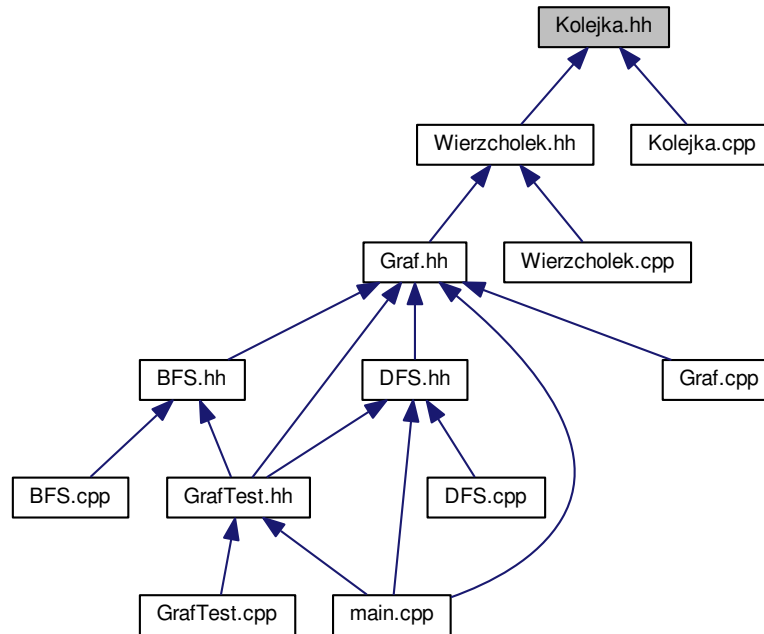 Kolejka.hh
Wierzcholek.hh
Kolejka.cpp
Graf.hh
Wierzcholek.cpp
BFS.hh
DFS.hh
Graf.cpp
BFS.cpp
GrafTest.hh
DFS.cpp
GrafTest.cpp
main.cpp